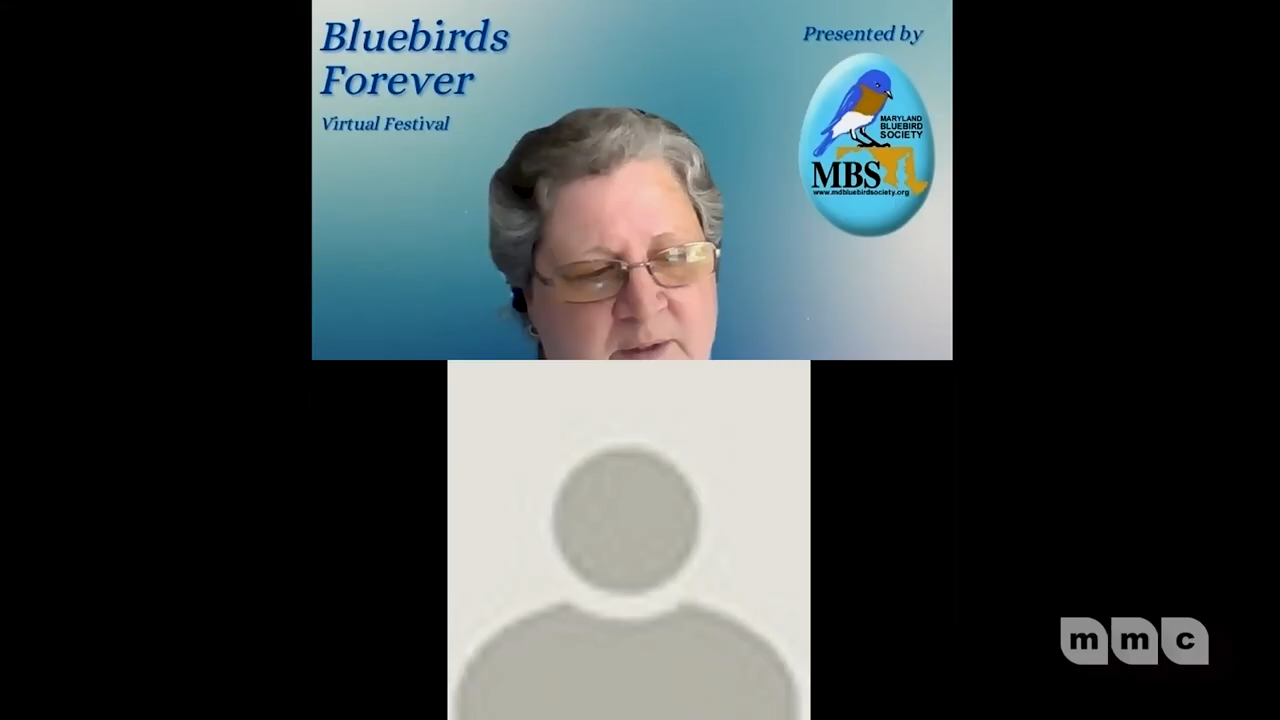 Bluebirds
Forever
Virtual Festival
Presented by
MARYLAND
BLUEBIRD
SOCIETY
MBS
www.mdbluebirdsociety.org
mmc